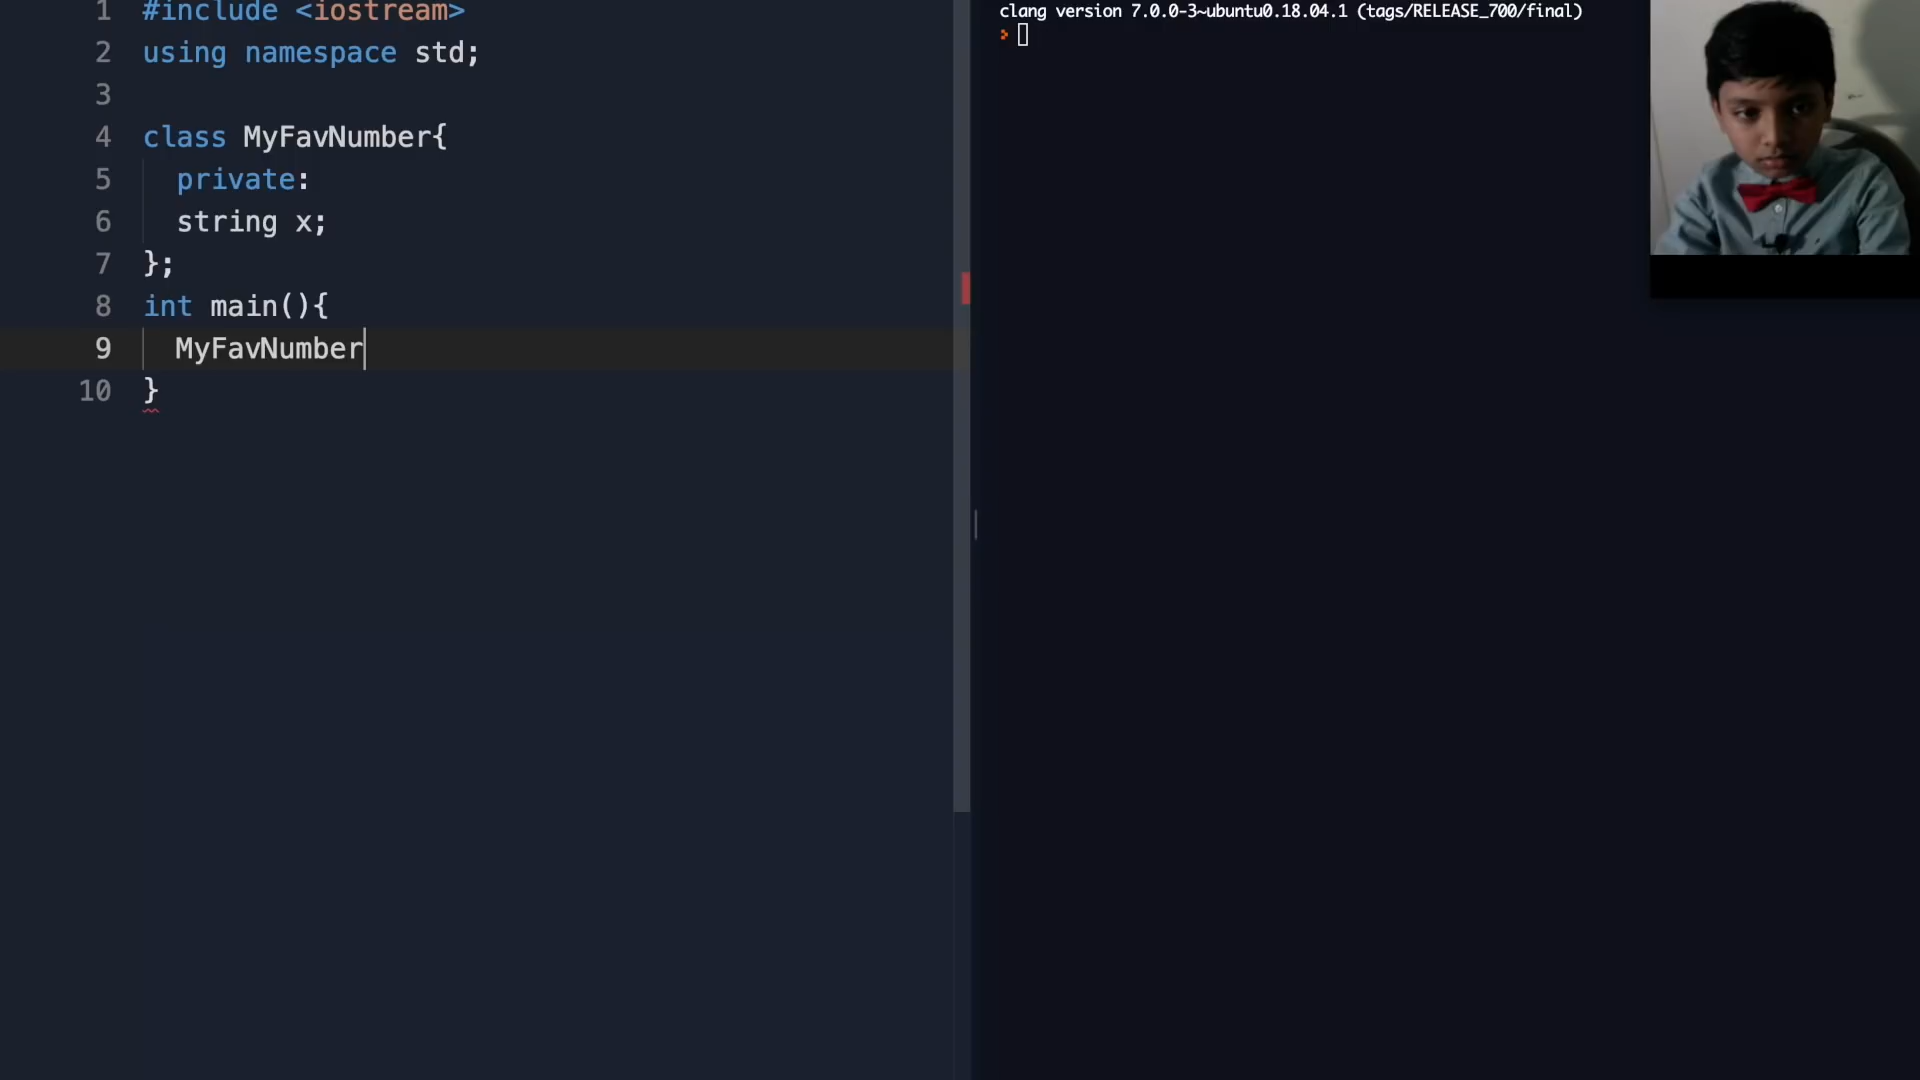 1 #include <iostream>
2 using namespace std;
3
4 class MyFavNumber{
5 private:
6 string x;
7 };
8 int main(){
9 MyFavNumber
10 }
clang version 7.0.0-3~ubuntu0.18.04.1 (tags/RELEASE_700/final)
>